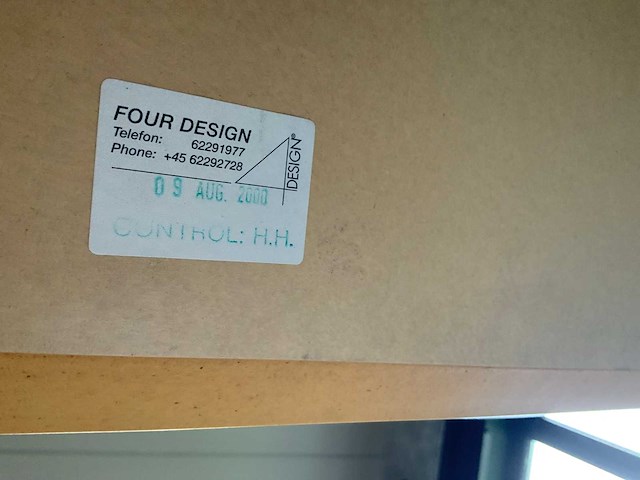 FOUR DESIGN
Telefon: 62291977
Phone: +45 62292728
DESIGN®
09 AUG. 2000
CONTROL: H.H.